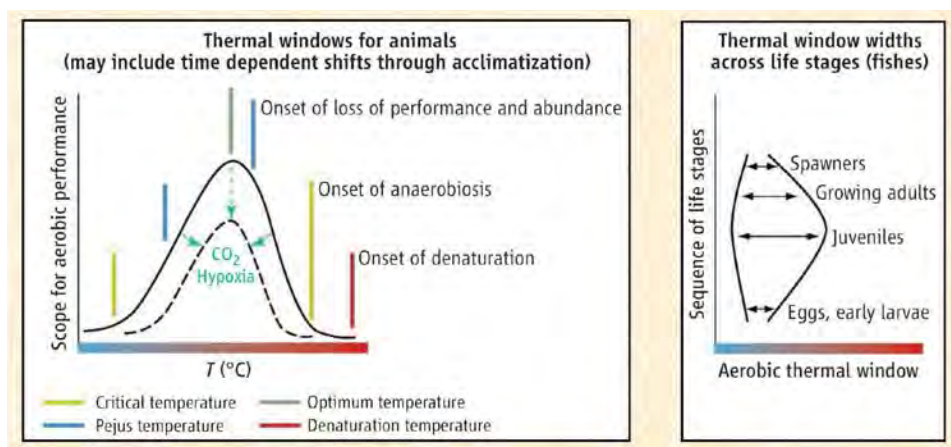 Thermal windows for animals
(may include time dependent shifts through acclimatization)
Scope for aerobic performance
Onset of loss of performance and abundance
Onset of anaerobiosis
CO₂
Hypoxia
Onset of denaturation
T (°C)
Critical temperature
Optimum temperature
Pejus temperature
Denaturation temperature
Thermal window widths
across life stages (fishes)
Sequence of life stages
Spawners
Growing adults
Juveniles
Eggs, early larvae
Aerobic thermal window